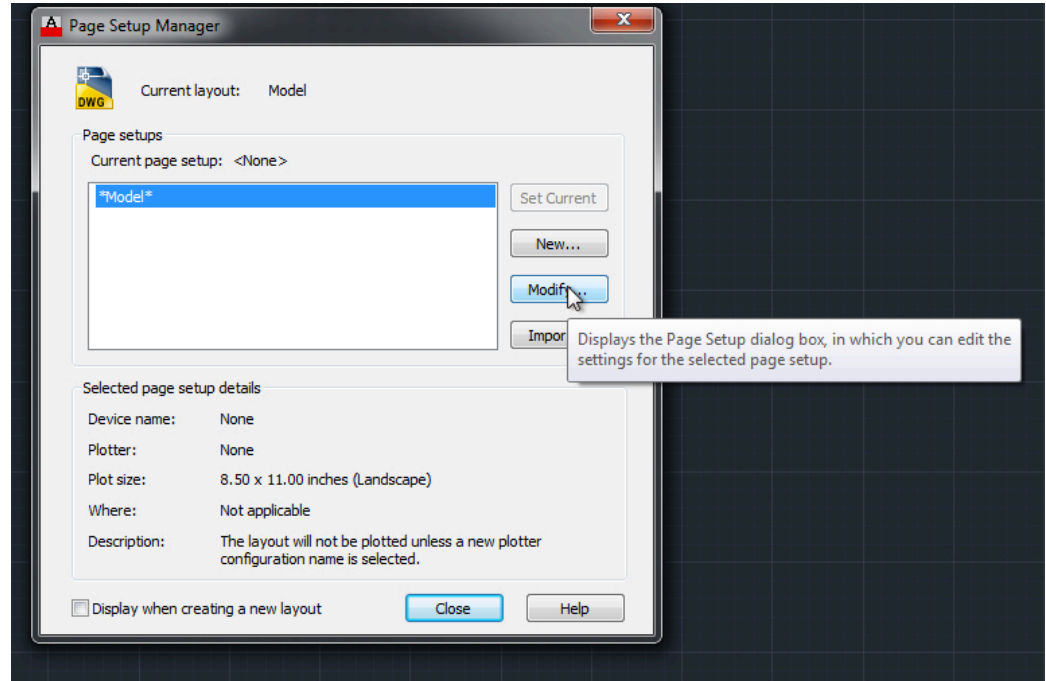 A Page Setup Manager
DWG
Current layout: Model
Page setups
Current page setup: <None>
*Model*
Set Current
New...
Modify...
Impor
Displays the Page Setup dialog box, in which you can edit the
settings for the selected page setup.
Selected page setup details
Device name: None
Plotter: None
Plot size: 8.50 x 11.00 inches (Landscape)
Where: Not applicable
Description: The layout will not be plotted unless a new plotter
configuration name is selected.
Display when creating a new layout
Close
Help